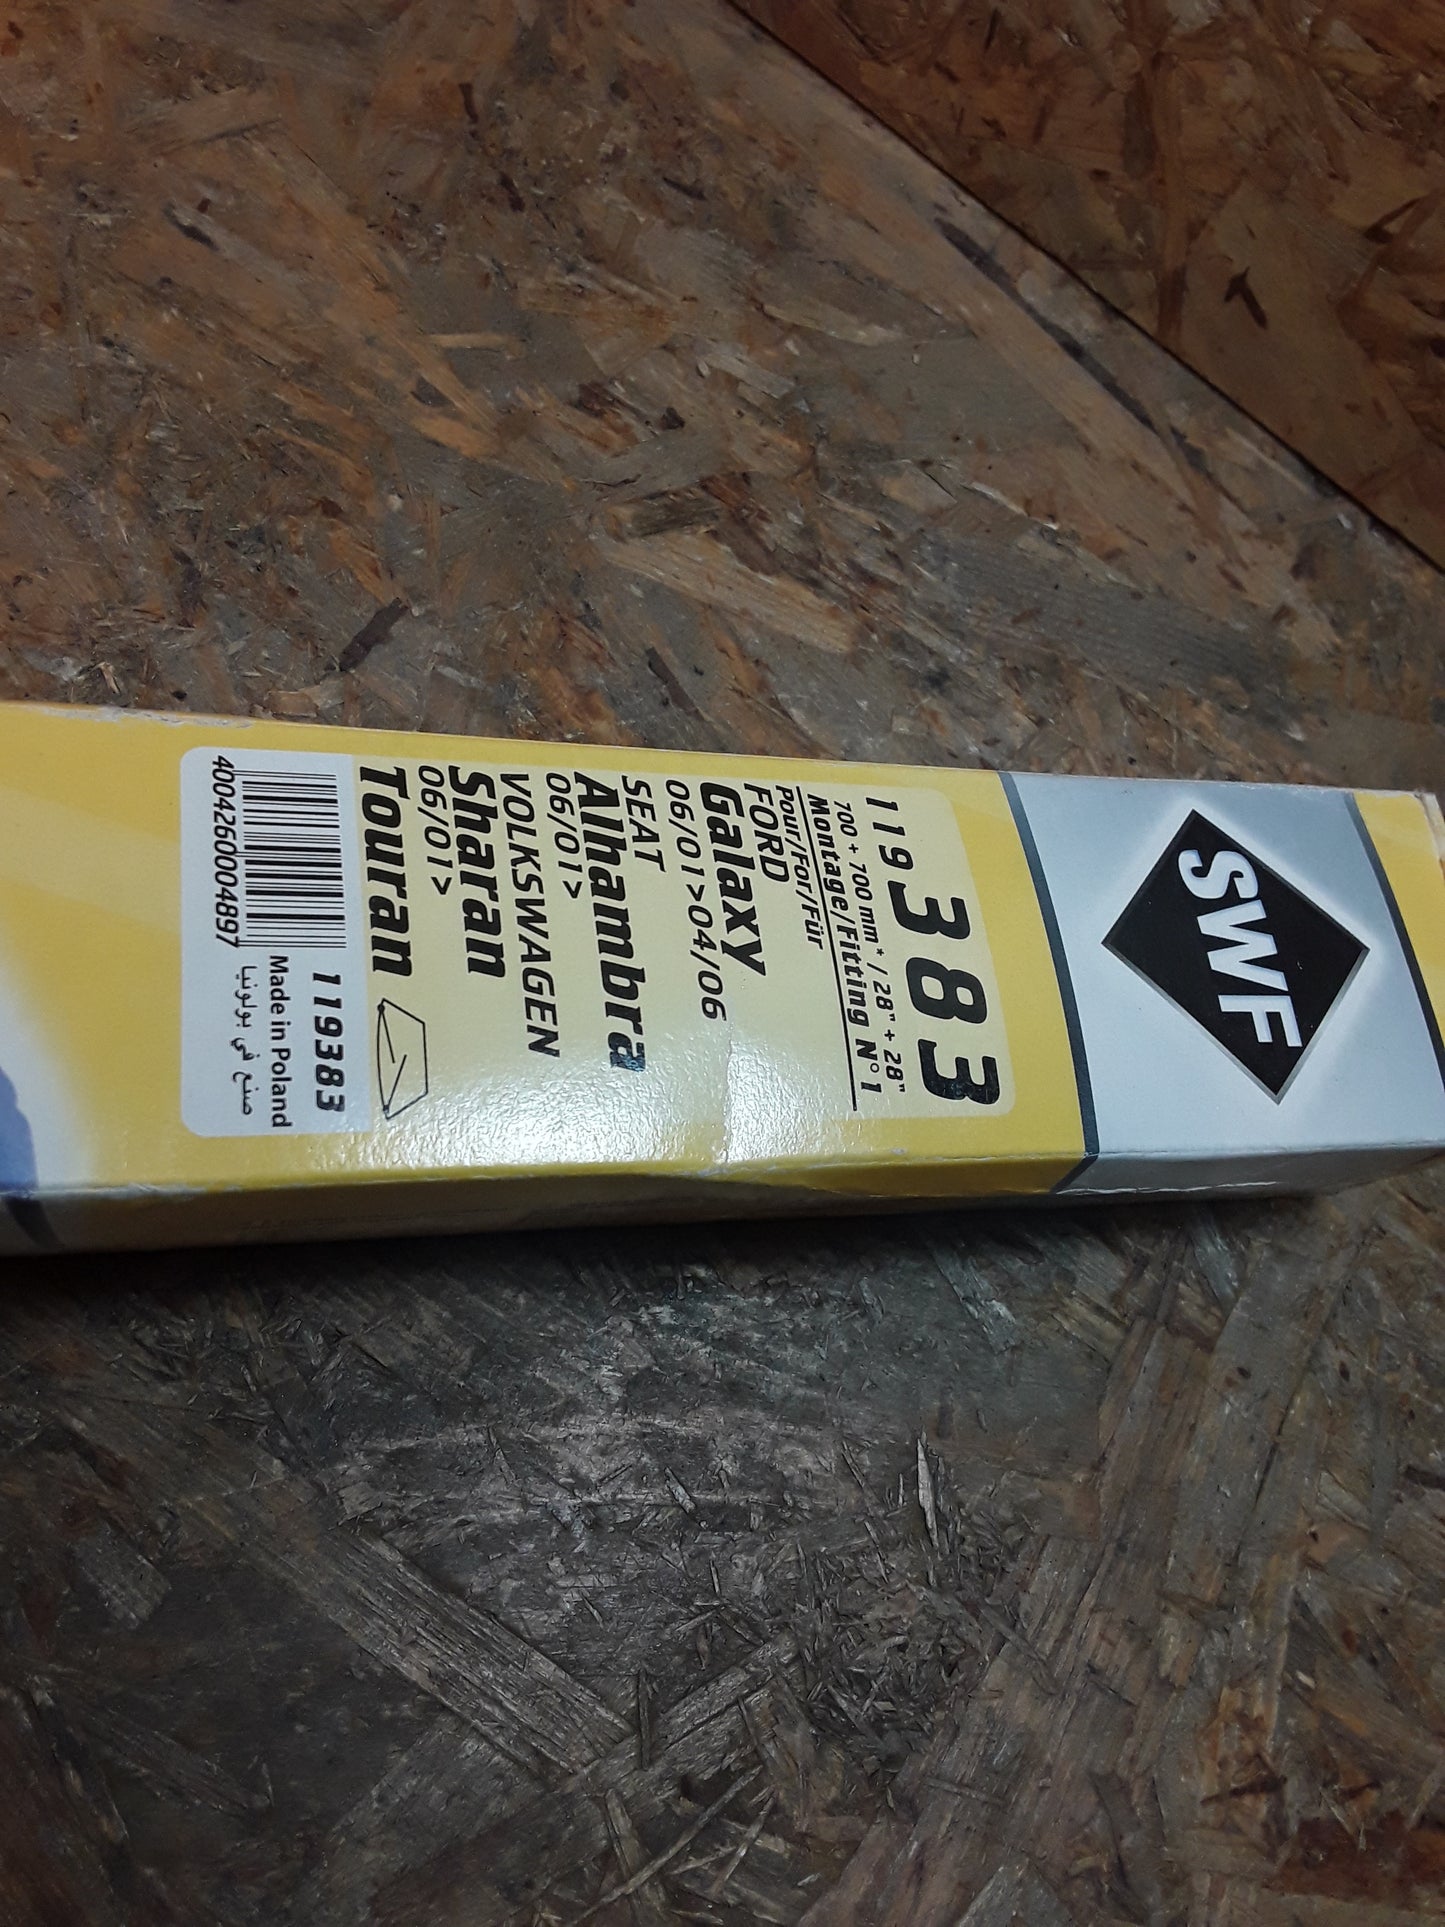 SWF
119 383
700 + 700 mm* / 28" + 28"
Montage/Fitting N°1
Pour/For/Für
FORD
Galaxy
06/01>04/06
SEAT
Alhambra
06/01>
VOLKSWAGEN
Sharan
06/01>
Touran
119383
Made in Poland
صنع في بولونيا
4004260004897